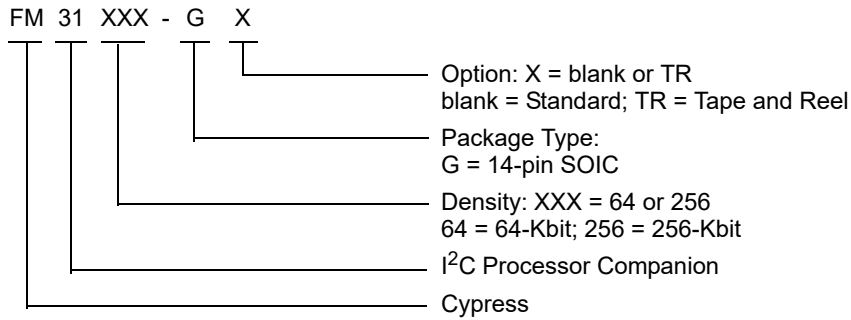 FM 31 XXX - G X
Option: X = blank or TR
blank = Standard; TR = Tape and Reel
Package Type:
G = 14-pin SOIC
Density: XXX = 64 or 256
64 = 64-Kbit; 256 = 256-Kbit
I²C Processor Companion
Cypress